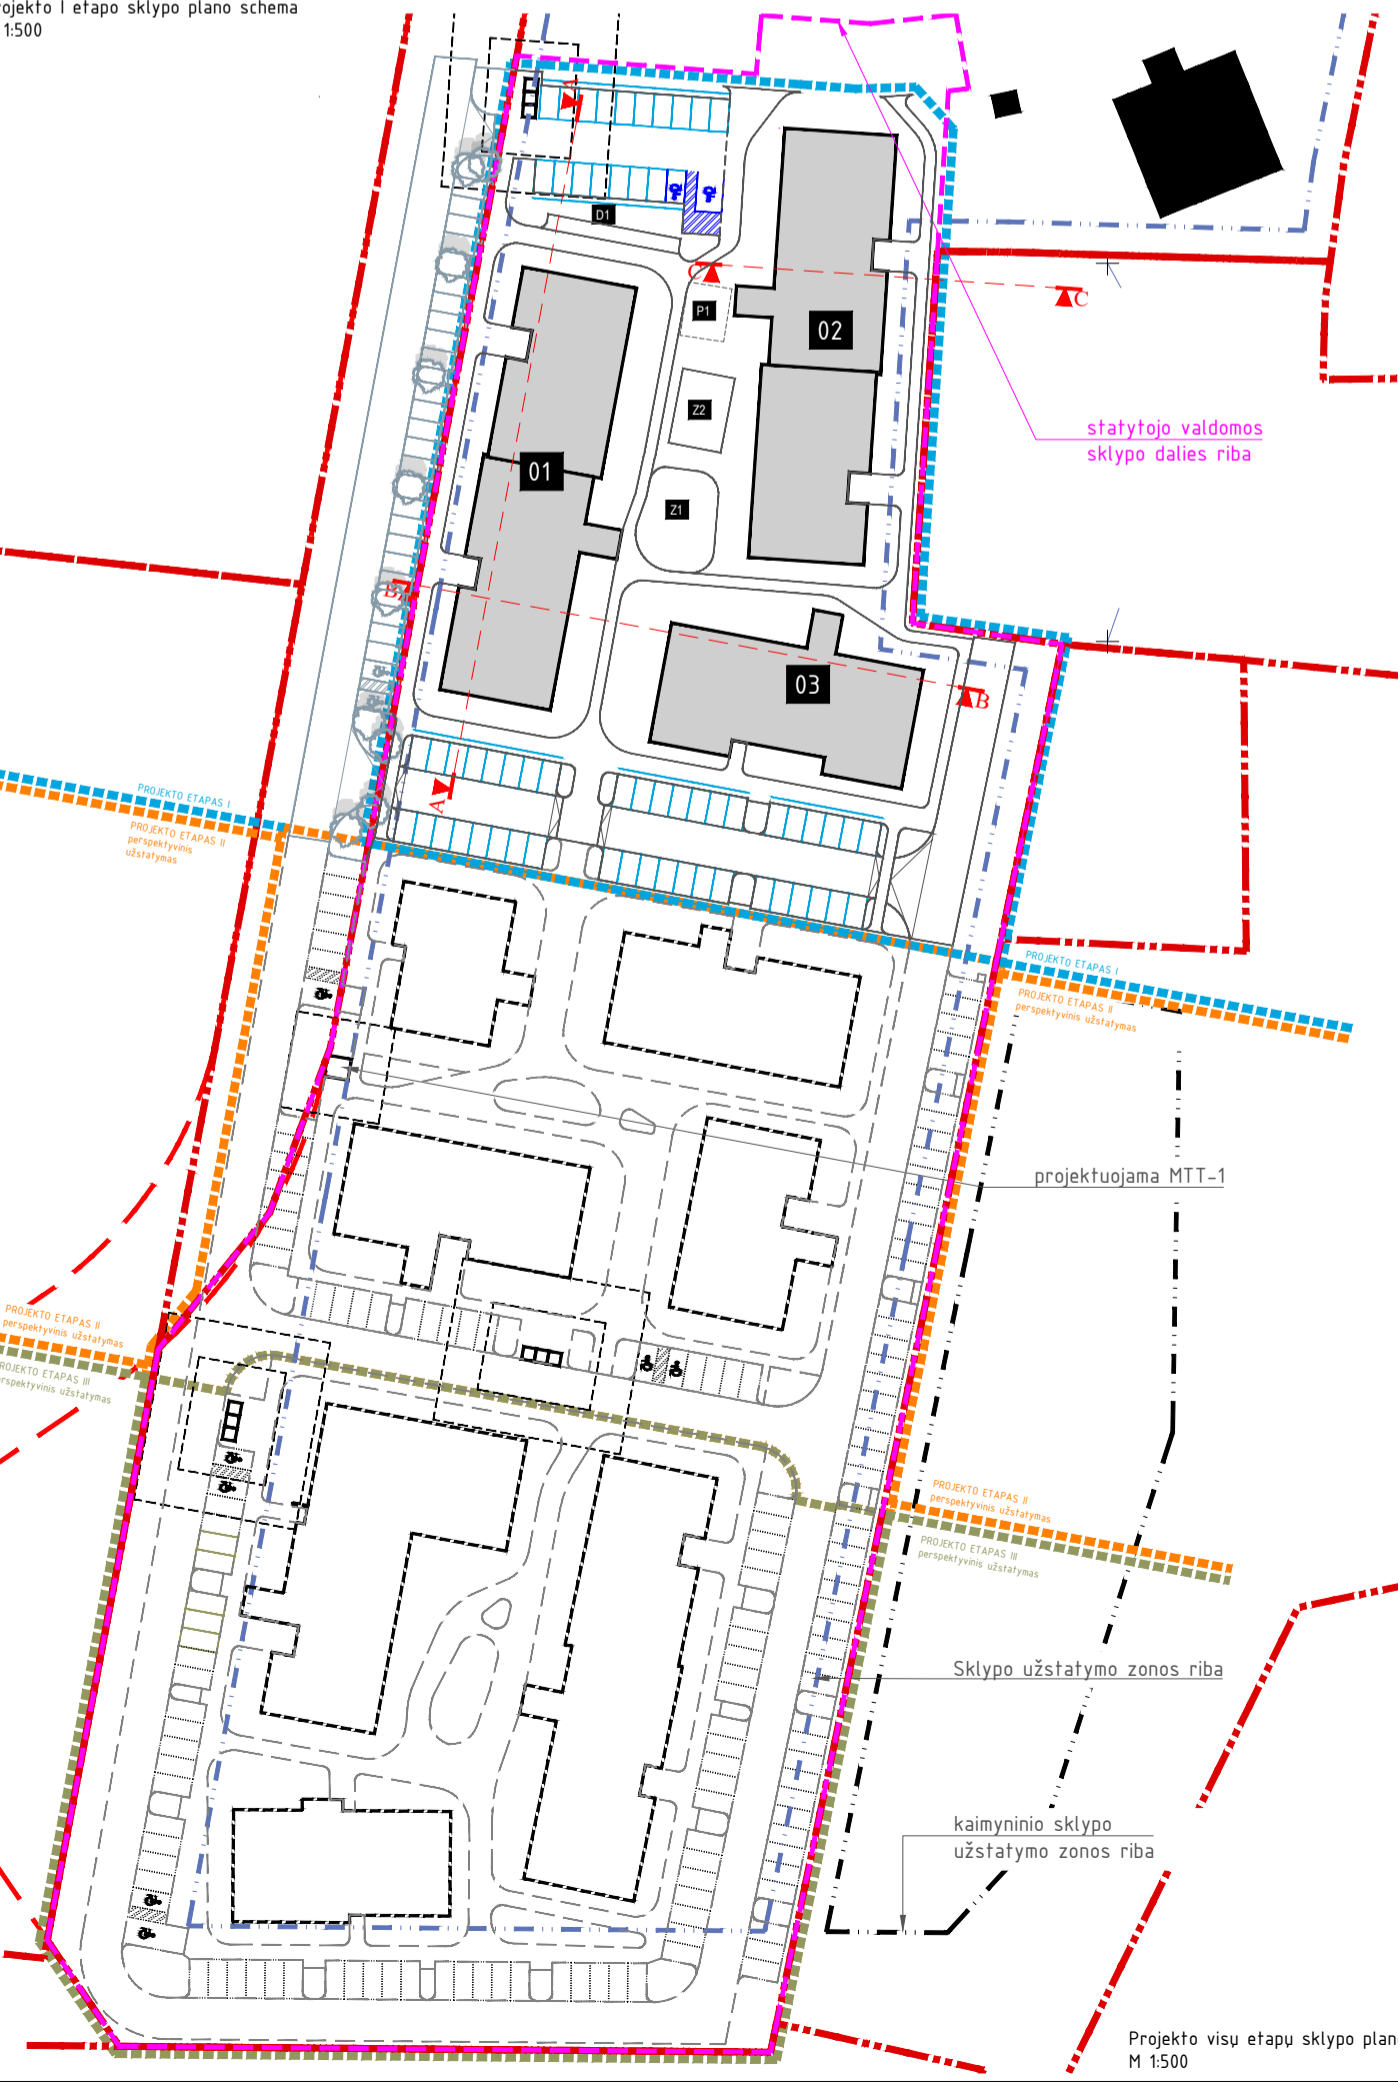 rojekto I etapo sklypo plano schema
1:500
A
D1
C
P1
02
C
Z2
statytojo valdomos
sklypo dalies riba
01
Z1
B
03
B
A
PROJEKTO ETAPAS I
PROJEKTO ETAPAS II
perspektyvinis
užstatymas
PROJEKTO ETAPAS I
PROJEKTO ETAPAS II
perspektyvinis užstatymas
projektuojama MTT-1
PROJEKTO ETAPAS II
perspektyvinis užstatymas
ROJEKTO ETAPAS III
rspektyvinis užstatymas
PROJEKTO ETAPAS II
perspektyvinis užstatymas
PROJEKTO ETAPAS III
perspektyvinis užstatymas
Sklypo užstatymo zonos riba
kaimyninio sklypo
užstatymo zonos riba
Projekto visų etapų sklypo plan
M 1:500